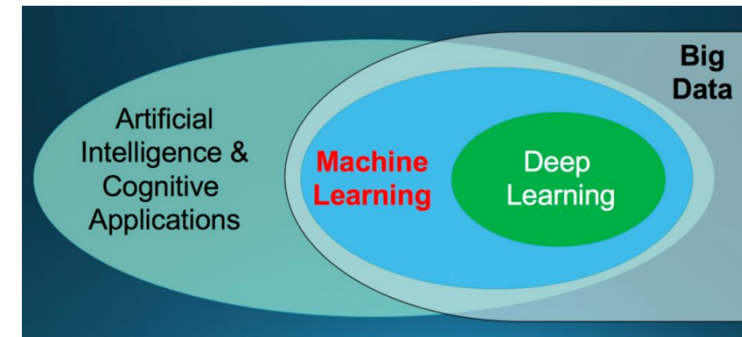 Artificial
Intelligence &
Cognitive
Applications
Machine
Learning
Deep
Learning
Big
Data